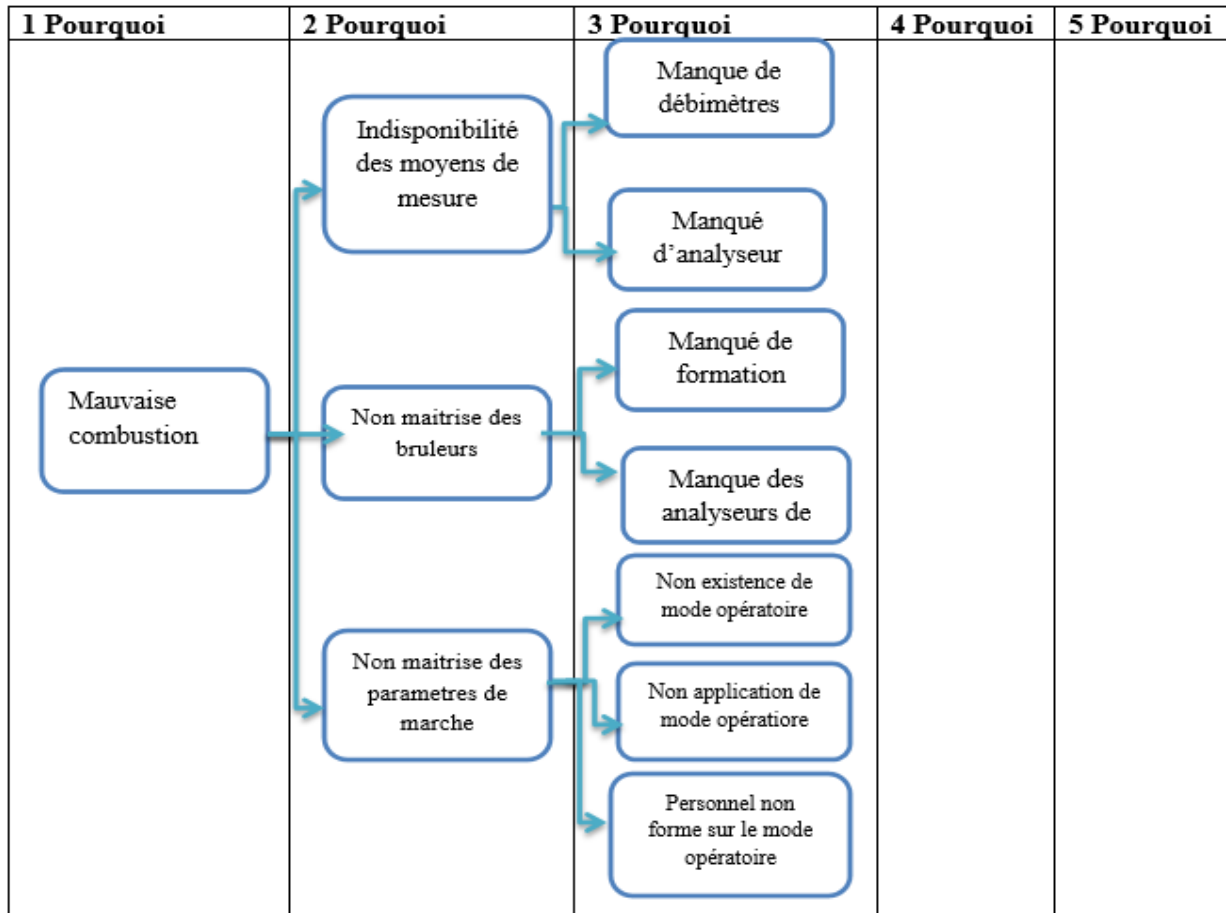 1 Pourquoi
2 Pourquoi
3 Pourquoi
4 Pourquoi
5 Pourquoi
Mauvaise
combustion
Indisponibilité
des moyens de
mesure
Non maitrise des
bruleurs
Non maitrise des
parametres de
marche
Manque de
débimètres
Manqué
d’analyseur
Manqué de
formation
Manque des
analyseurs de
Non existence de
mode opératoire
Non application de
mode opératiore
Personnel non
forme sur le mode
opératoire